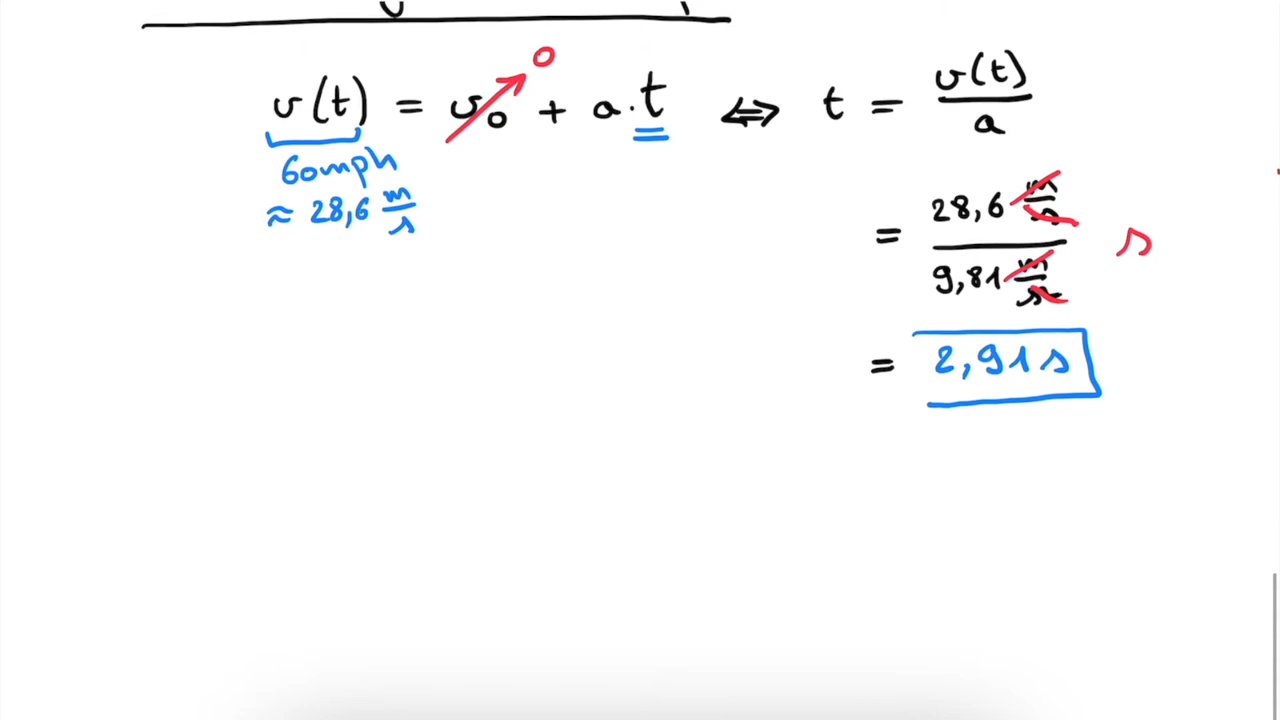 v(t) = v₀ → 0 + a · t ⇔ t = v(t)/a
60mph
≈ 28,6 m/s
= 28,6 m/s / 9,81 m/s² s
= 2,91 s